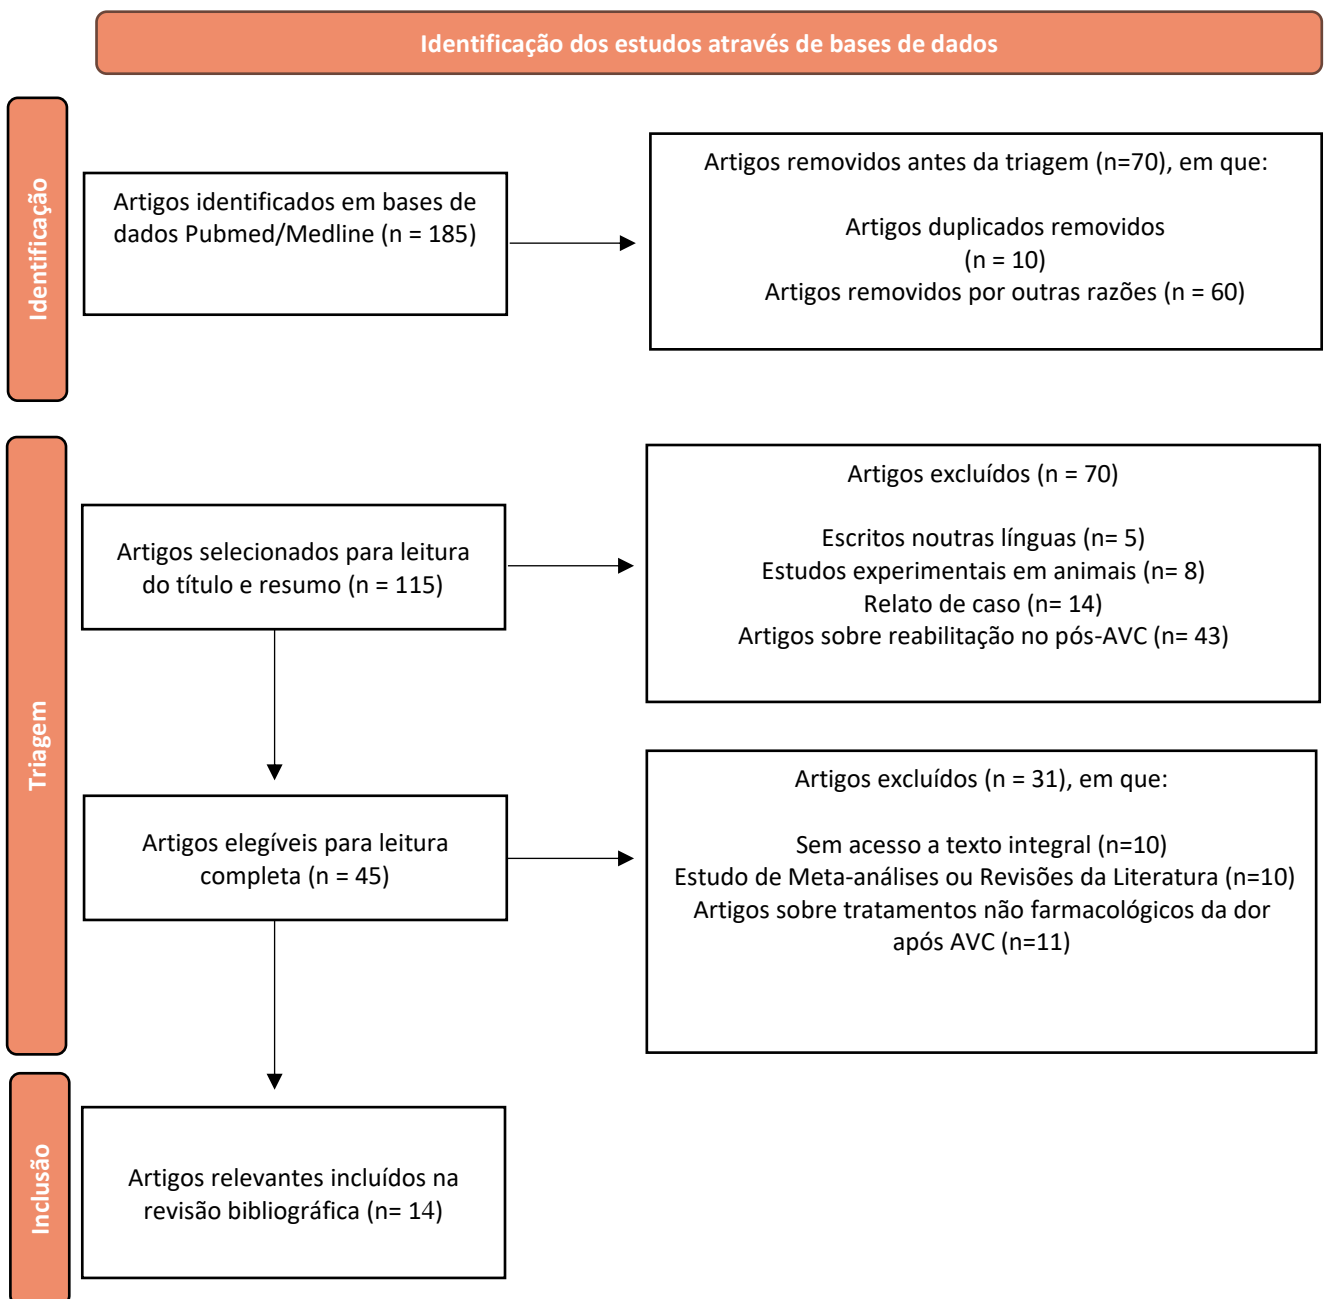 Identificação dos estudos através de bases de dados
Identificação
Artigos identificados em bases de
dados Pubmed/Medline (n = 185)
Artigos removidos antes da triagem (n=70), em que:
Artigos duplicados removidos
(n = 10)
Artigos removidos por outras razões (n = 60)
Triagem
Artigos selecionados para leitura
do título e resumo (n = 115)
Artigos excluídos (n = 70)
Escritos noutras línguas (n= 5)
Estudos experimentais em animais (n= 8)
Relato de caso (n= 14)
Artigos sobre reabilitação no pós-AVC (n= 43)
Artigos elegíveis para leitura
completa (n = 45)
Artigos excluídos (n = 31), em que:
Sem acesso a texto integral (n=10)
Estudo de Meta-análises ou Revisões da Literatura (n=10)
Artigos sobre tratamentos não farmacológicos da dor
após AVC (n=11)
Inclusão
Artigos relevantes incluídos na
revisão bibliográfica (n= 14)